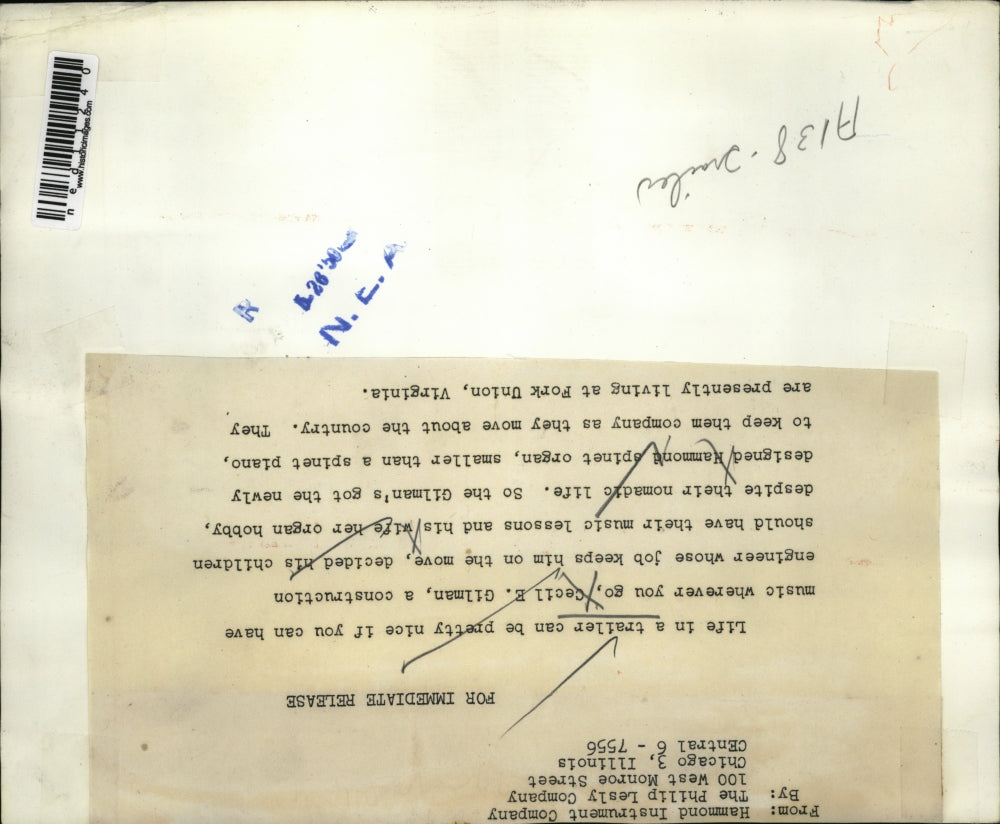 From: Hammond Instrument Company
By: The Philip Lesly Company
100 West Monroe Street
Chicago 3, Illinois
CEntral 6 - 7556
FOR IMMEDIATE RELEASE
Life in a trailer can be pretty nice if you can have
music wherever you go, Cecil E. Gilman, a construction
engineer whose job keeps him on the move, decided his children
should have their music lessons and his wife her organ hobby,
despite their nomadic life. So the Gilman's got the newly
designed Hammond spinet organ, smaller than a spinet piano,
to keep them company as they move about the country. They
are presently living at Fork Union, Virginia.
N. E. A
R
A138 - Trailer
www.historicimages.com